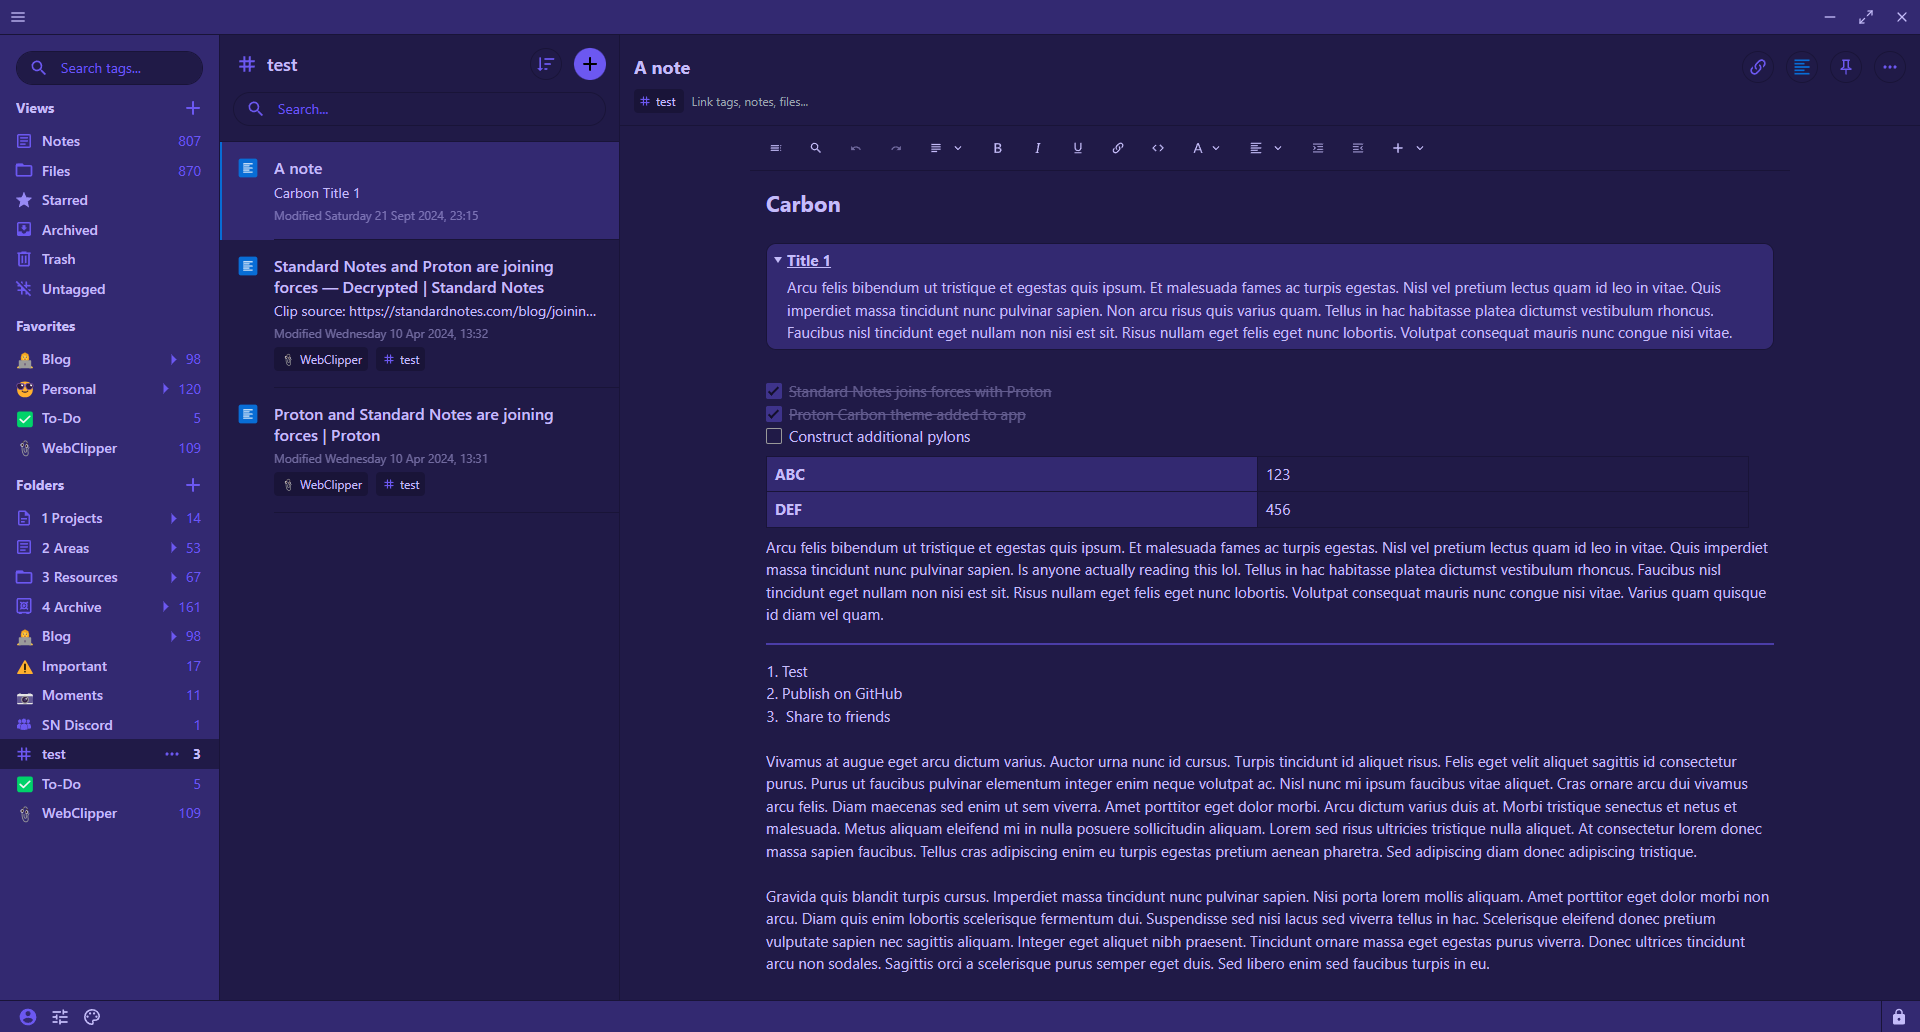 Search tags...
Views
Notes 807
Files 870
Starred
Archived
Trash
Untagged
Favorites
Blog 98
Personal 120
To-Do 5
WebClipper 109
Folders
1 Projects 14
2 Areas 53
3 Resources 67
4 Archive 161
Blog 98
Important 17
Moments 11
SN Discord 1
test 3
To-Do 5
WebClipper 109
# test
Search...
A note
Carbon Title 1
Modified Saturday 21 Sept 2024, 23:15
Standard Notes and Proton are joining
forces — Decrypted | Standard Notes
Clip source: https://standardnotes.com/blog/joinin...
Modified Wednesday 10 Apr 2024, 13:32
WebClipper # test
Proton and Standard Notes are joining
forces | Proton
Modified Wednesday 10 Apr 2024, 13:31
WebClipper # test
A note
# test Link tags, notes, files...
B I U A
Carbon
Title 1
Arcu felis bibendum ut tristique et egestas quis ipsum. Et malesuada fames ac turpis egestas. Nisl vel pretium lectus quam id leo in vitae. Quis
imperdiet massa tincidunt nunc pulvinar sapien. Non arcu risus quis varius quam. Tellus in hac habitasse platea dictumst vestibulum rhoncus.
Faucibus nisl tincidunt eget nullam non nisi est sit. Risus nullam eget felis eget nunc lobortis. Volutpat consequat mauris nunc congue nisi vitae.
Standard Notes joins forces with Proton
Proton Carbon theme added to app
Construct additional pylons
ABC 123
DEF 456
Arcu felis bibendum ut tristique et egestas quis ipsum. Et malesuada fames ac turpis egestas. Nisl vel pretium lectus quam id leo in vitae. Quis imperdiet
massa tincidunt nunc pulvinar sapien. Is anyone actually reading this lol. Tellus in hac habitasse platea dictumst vestibulum rhoncus. Faucibus nisl
tincidunt eget nullam non nisi est sit. Risus nullam eget felis eget nunc lobortis. Volutpat consequat mauris nunc congue nisi vitae. Varius quam quisque
id diam vel quam.
1. Test
2. Publish on GitHub
3. Share to friends
Vivamus at augue eget arcu dictum varius. Auctor urna nunc id cursus. Turpis tincidunt id aliquet risus. Felis eget velit aliquet sagittis id consectetur
purus. Purus ut faucibus pulvinar elementum integer enim neque volutpat ac. Nisl nunc mi ipsum faucibus vitae aliquet. Cras ornare arcu dui vivamus
arcu felis. Diam maecenas sed enim ut sem viverra. Amet porttitor eget dolor morbi. Arcu dictum varius duis at. Morbi tristique senectus et netus et
malesuada. Metus aliquam eleifend mi in nulla posuere sollicitudin aliquam. Lorem sed risus ultricies tristique nulla aliquet. At consectetur lorem donec
massa sapien faucibus. Tellus cras adipiscing enim eu turpis egestas pretium aenean pharetra. Sed adipiscing diam donec adipiscing tristique.
Gravida quis blandit turpis cursus. Imperdiet massa tincidunt nunc pulvinar sapien. Nisi porta lorem mollis aliquam. Amet porttitor eget dolor morbi non
arcu. Diam quis enim lobortis scelerisque fermentum dui. Suspendisse sed nisi lacus sed viverra tellus in hac. Scelerisque eleifend donec pretium
vulputate sapien nec sagittis aliquam. Integer eget aliquet nibh praesent. Tincidunt ornare massa eget egestas purus viverra. Donec ultrices tincidunt
arcu non sodales. Sagittis orci a scelerisque purus semper eget duis. Sed libero enim sed faucibus turpis in eu.